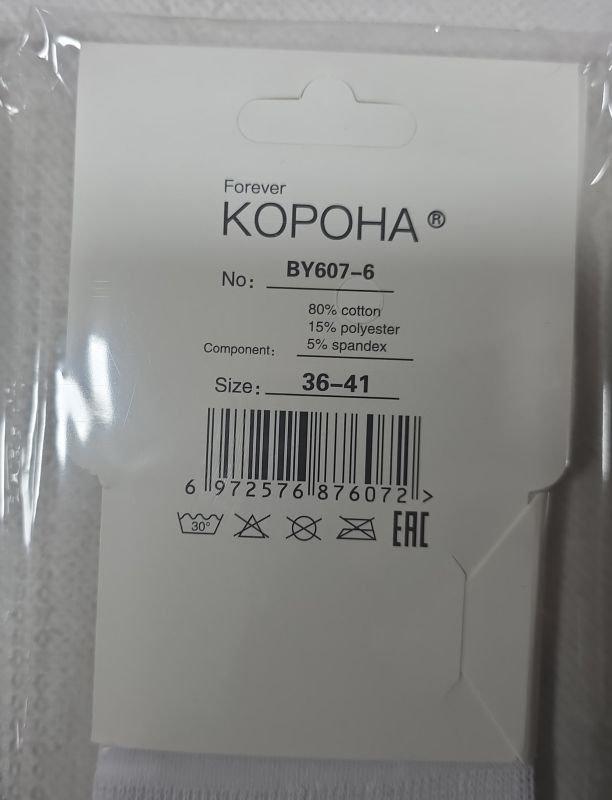 Forever
КОРОНА ®
No: BY607-6
80% cotton
15% polyester
Component: 5% spandex
Size: 36-41
6 972576 876072 >
30° EAC